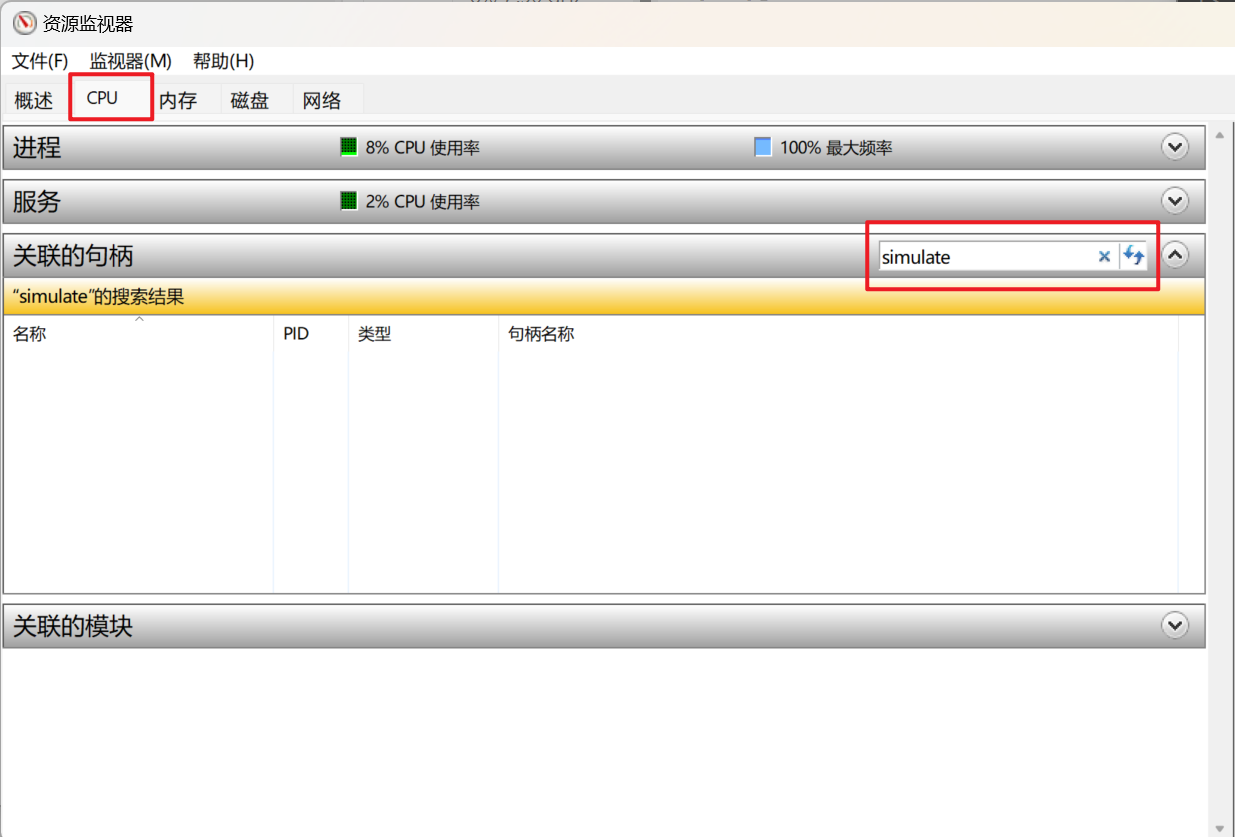 资源监视器
文件(F) 监视器(M) 帮助(H)
概述 CPU 内存 磁盘 网络
进程 8% CPU 使用率 100% 最大频率
服务 2% CPU 使用率
关联的句柄 simulate
“simulate”的搜索结果
名称 PID 类型 句柄名称
关联的模块